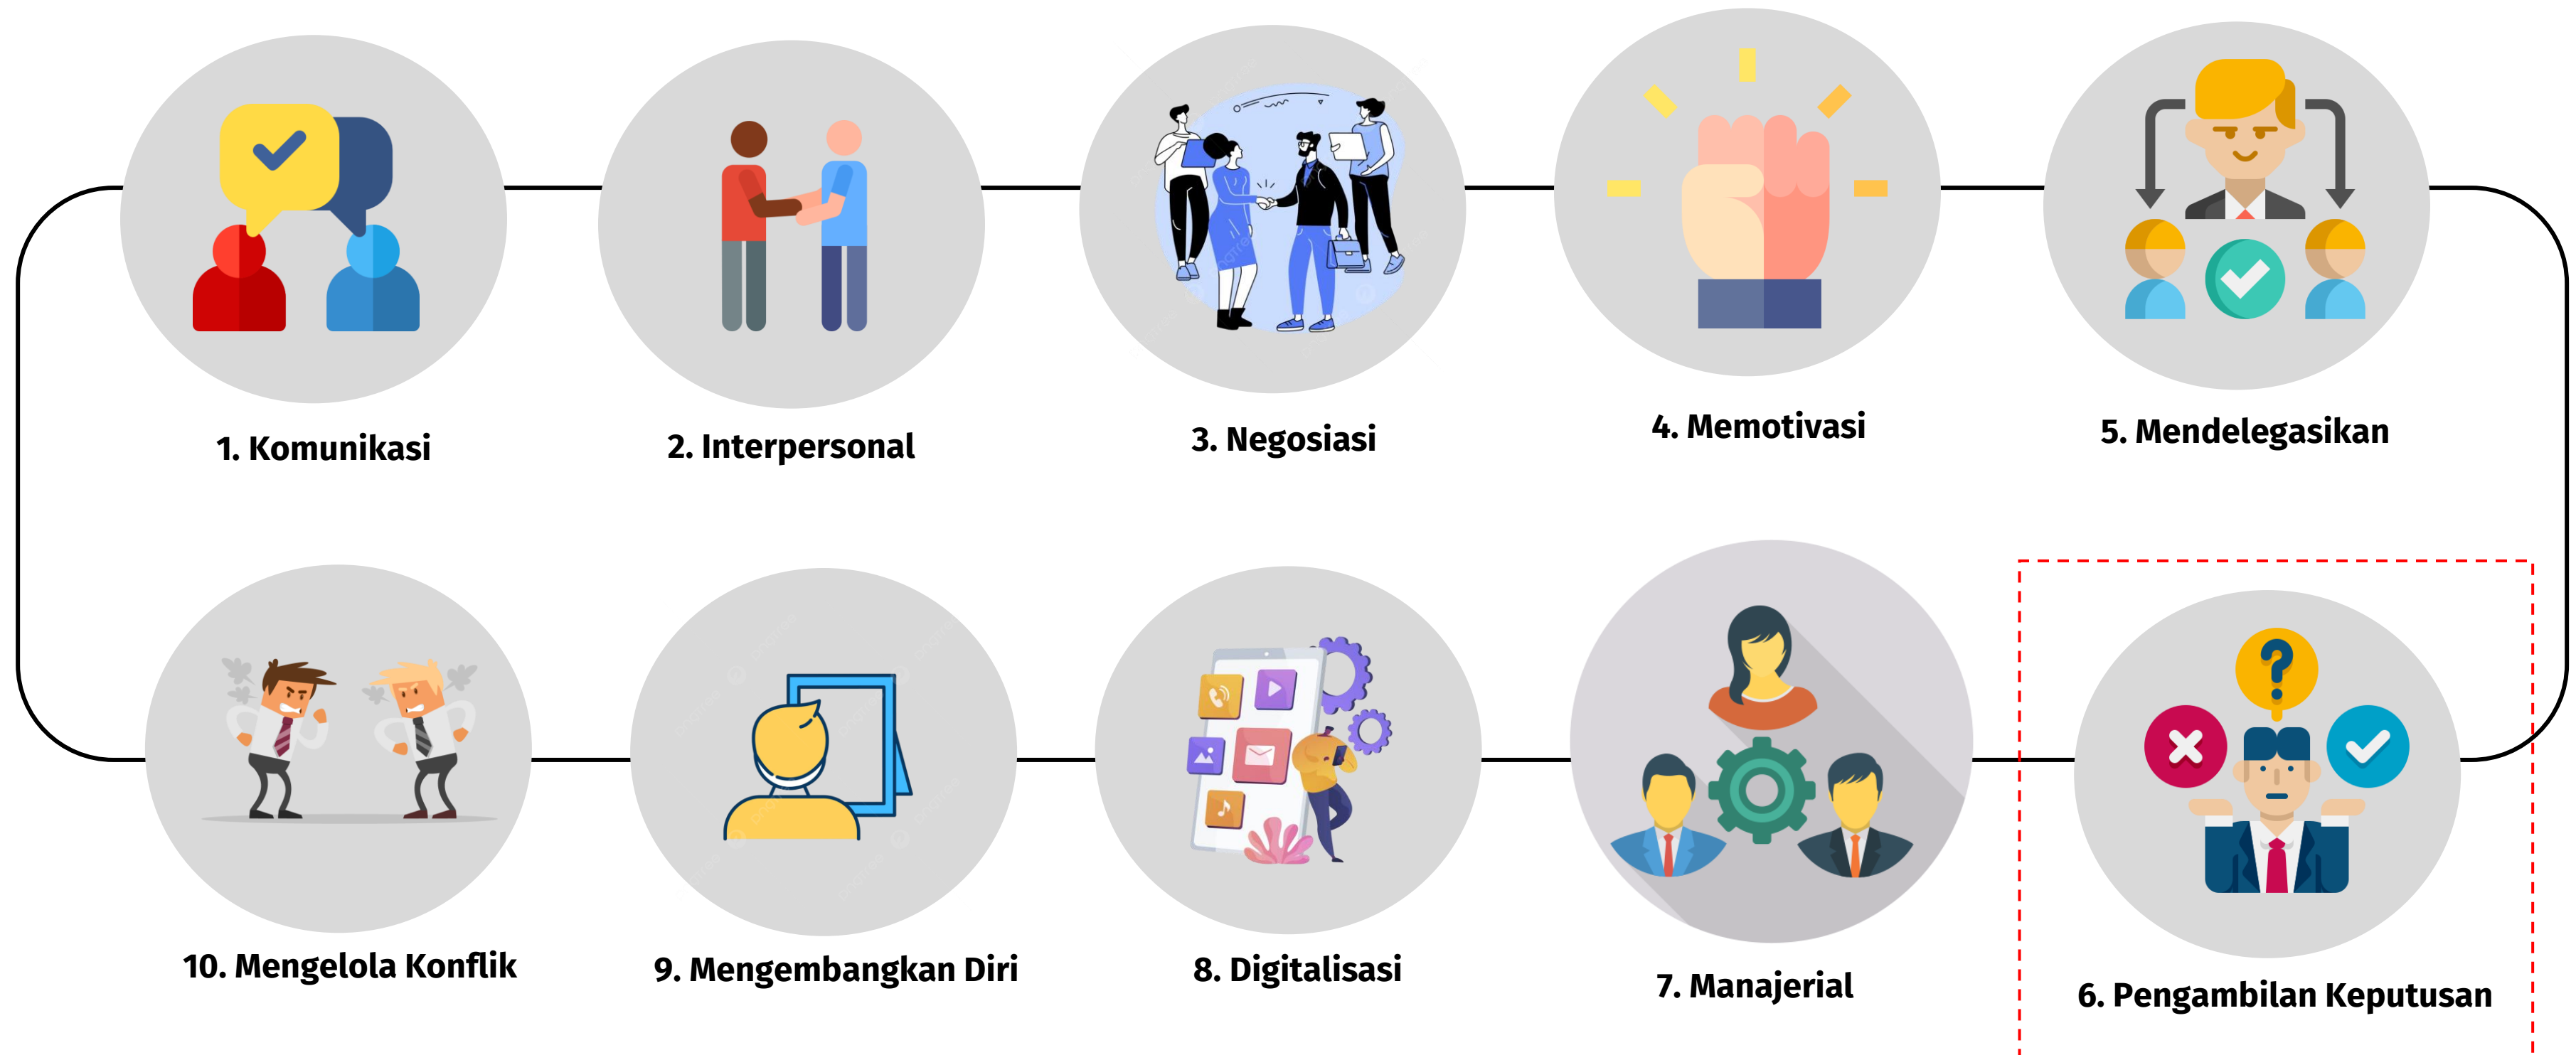 1. Komunikasi
2. Interpersonal
3. Negosiasi
4. Memotivasi
5. Mendelegasikan
10. Mengelola Konflik
9. Mengembangkan Diri
8. Digitalisasi
7. Manajerial
6. Pengambilan Keputusan